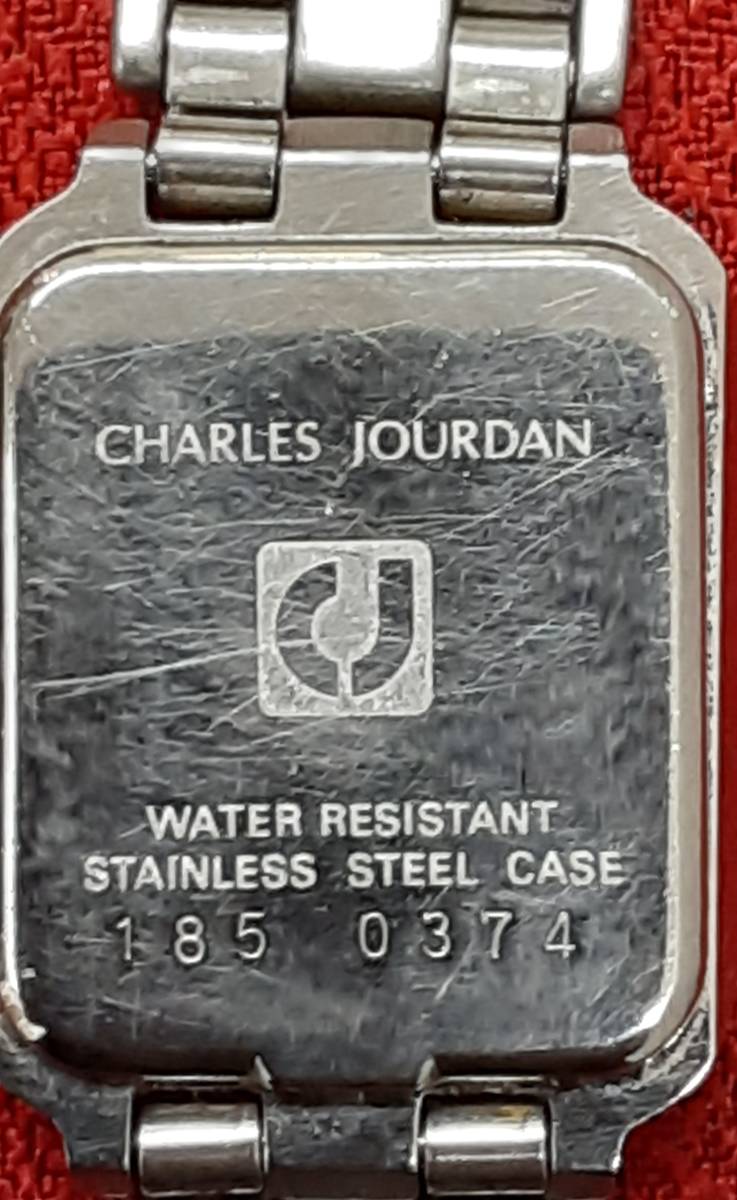 CHARLES JOURDAN
WATER RESISTANT
STAINLESS STEEL CASE
185 0374